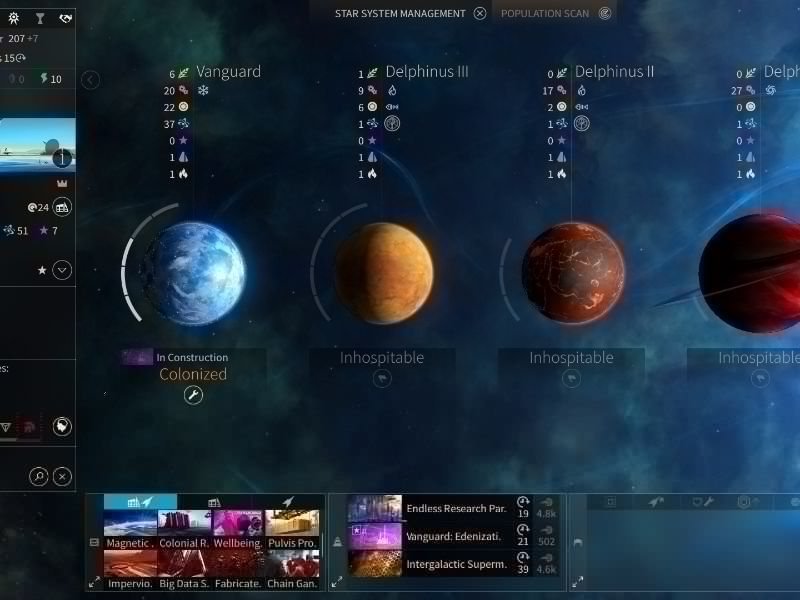 STAR SYSTEM MANAGEMENT
POPULATION SCAN
207 +7
15
0 10
24
51 7
es:
Vanguard
6
20
22
37
0
1
1
Delphinus III
1
9
6
1
0
1
1
Delphinus II
0
17
2
1
0
1
1
Delph
0
27
0
1
0
1
1
In Construction
Colonized
Inhospitable
Inhospitable
Inhospitable
Magnetic . Colonial R. Wellbeing. Pulvis Pro.
Impervio. Big Data S. Fabricate. Chain Gan.
Endless Research Par. 19 4.8k
Vanguard: Edenizati. 21 502
Intergalactic Superm. 39 4.6k